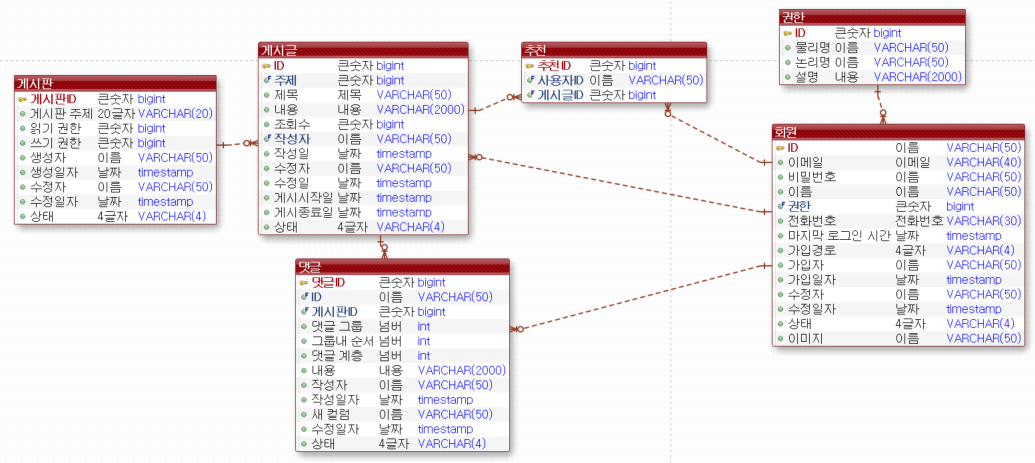 게시판
게시판ID 큰숫자 bigint
게시판 주제 20글자 VARCHAR(20)
읽기 권한 큰숫자 bigint
쓰기 권한 큰숫자 bigint
생성자 이름 VARCHAR(50)
생성일자 날짜 timestamp
수정자 이름 VARCHAR(50)
수정일자 날짜 timestamp
상태 4글자 VARCHAR(4)
게시글
ID 큰숫자 bigint
주제 큰숫자 bigint
제목 제목 VARCHAR(50)
내용 내용 VARCHAR(2000)
조회수 큰숫자 bigint
작성자 이름 VARCHAR(50)
작성일 날짜 timestamp
수정자 이름 VARCHAR(50)
수정일 날짜 timestamp
게시시작일 날짜 timestamp
게시종료일 날짜 timestamp
상태 4글자 VARCHAR(4)
추천
추천ID 큰숫자 bigint
사용자ID 이름 VARCHAR(50)
게시글ID 큰숫자 bigint
권한
ID 큰숫자 bigint
물리명 이름 VARCHAR(50)
논리명 이름 VARCHAR(50)
설명 내용 VARCHAR(2000)
회원
ID 이름 VARCHAR(50)
이메일 이메일 VARCHAR(40)
비밀번호 이름 VARCHAR(50)
이름 이름 VARCHAR(50)
권한 큰숫자 bigint
전화번호 전화번호 VARCHAR(30)
마지막 로그인 시간 날짜 timestamp
가입경로 4글자 VARCHAR(4)
가입자 이름 VARCHAR(50)
가입일자 날짜 timestamp
수정자 이름 VARCHAR(50)
수정일자 날짜 timestamp
상태 4글자 VARCHAR(4)
이미지 이름 VARCHAR(50)
댓글
댓글ID 큰숫자 bigint
ID 이름 VARCHAR(50)
게시판ID 큰숫자 bigint
댓글 그룹 넘버 int
그룹내 순서 넘버 int
댓글 계층 넘버 int
내용 내용 VARCHAR(2000)
작성자 이름 VARCHAR(50)
작성일자 날짜 timestamp
새 컬럼 이름 VARCHAR(50)
수정일자 날짜 timestamp
상태 4글자 VARCHAR(4)